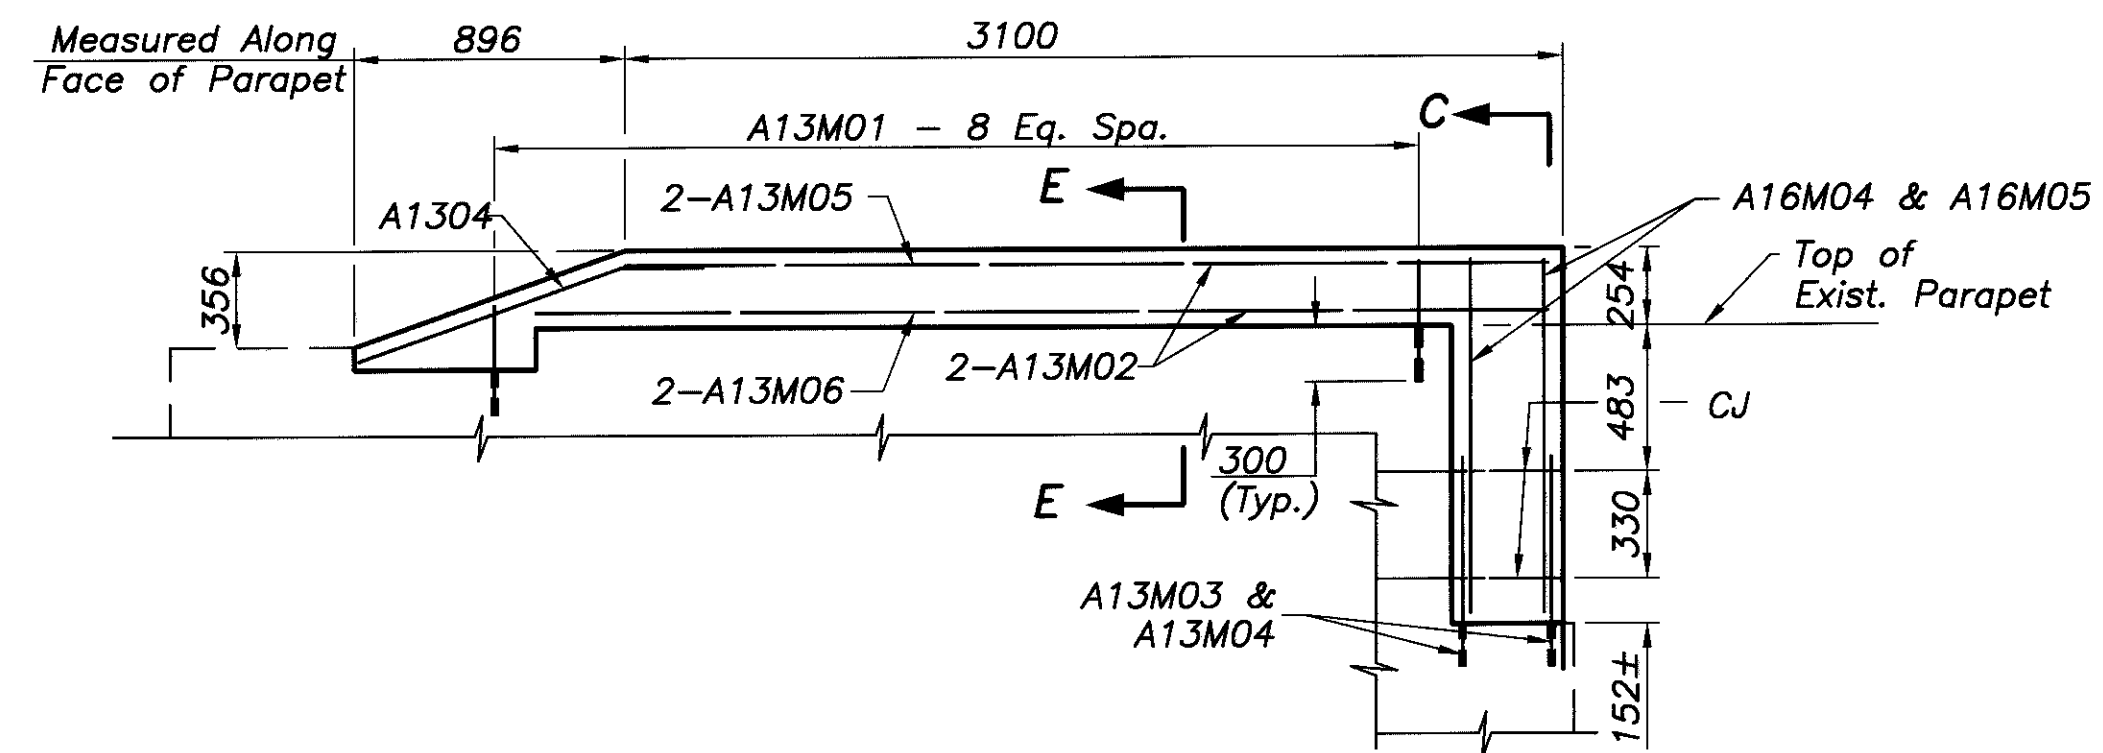 Measured Along
Face of Parapet
896
3100
A13M01 - 8 Eq. Spa.
C
E
2-A13M05
A1304
A16M04 & A16M05
Top of
Exist. Parapet
356
254
2-A13M02
2-A13M06
483
CJ
300
(Typ.)
E
330
A13M03 &
A13M04
152±